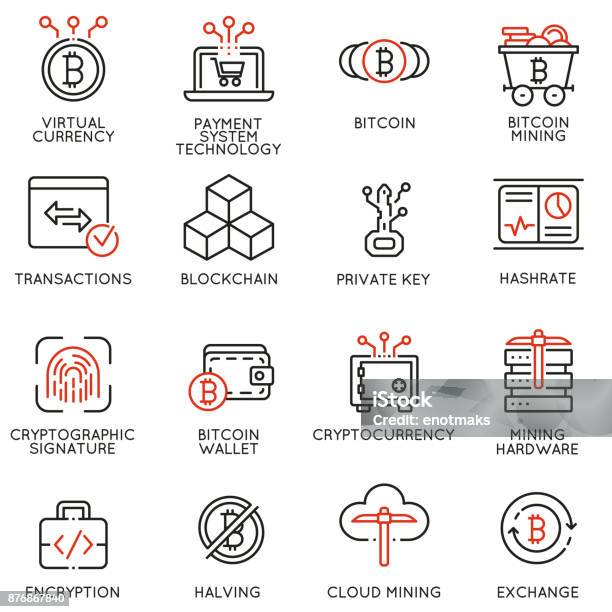 VIRTUAL
CURRENCY
PAYMENT
SYSTEM
TECHNOLOGY
BITCOIN
BITCOIN
MINING
TRANSACTIONS
BLOCKCHAIN
PRIVATE KEY
HASHRATE
CRYPTOGRAPHIC
SIGNATURE
BITCOIN
WALLET
CRYPTOCURRENCY
MINING
HARDWARE
iStock
Credit: enotmaks
ENCRYPTION
HALVING
CLOUD MINING
EXCHANGE
876867840